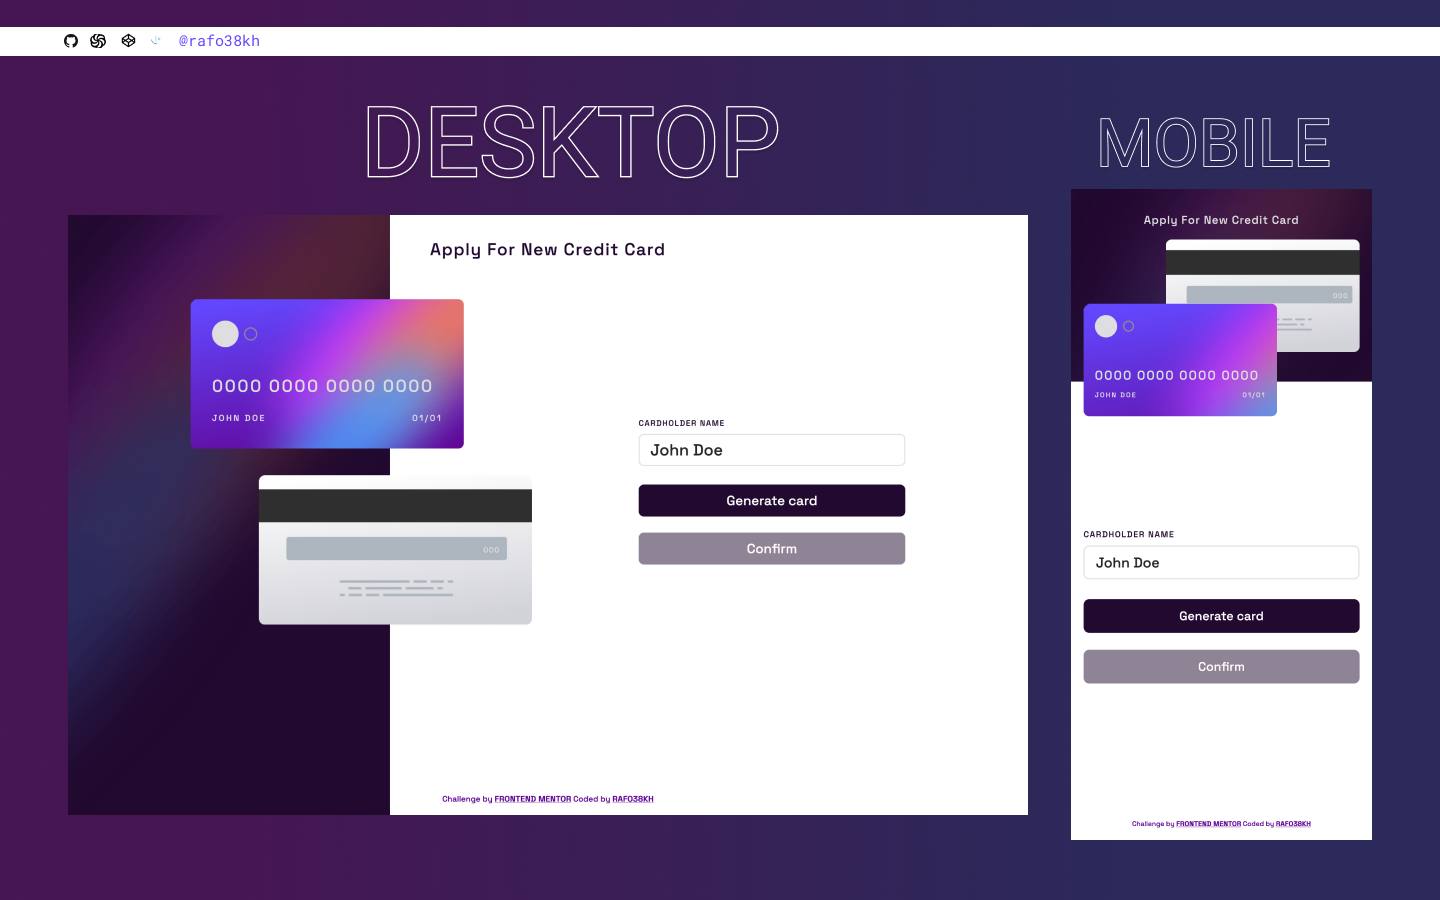 @rafo38kh
DESKTOP
MOBILE
Apply For New Credit Card
0000 0000 0000 0000
JOHN DOE 01/01
000
CARDHOLDER NAME
John Doe
Generate card
Confirm
Challenge by FRONTEND MENTOR Coded by RAFO38KH
Apply For New Credit Card
000
0000 0000 0000 0000
JOHN DOE 01/01
CARDHOLDER NAME
John Doe
Generate card
Confirm
Challenge by FRONTEND MENTOR Coded by RAFO38KH